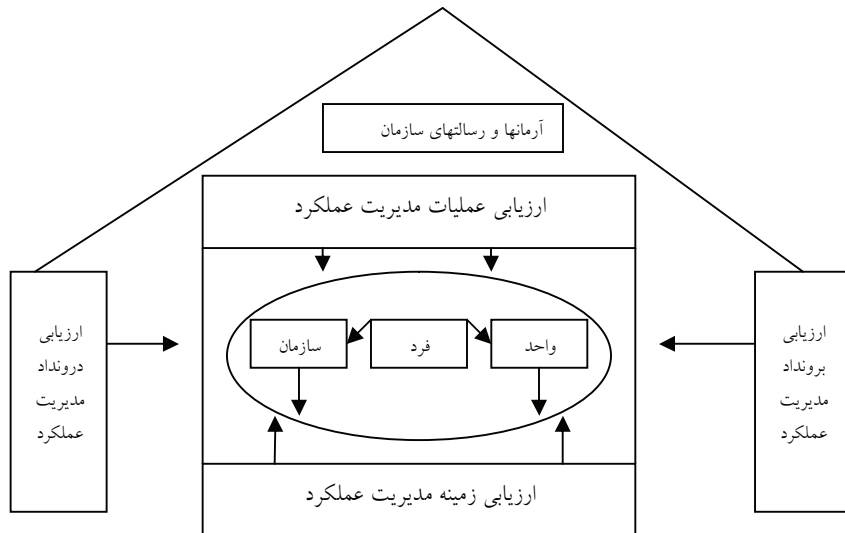 آرمانها و رسالتهای سازمان
ارزیابی عملیات مدیریت عملکرد
ارزیابی
برونداد
مدیریت
عملکرد
واحد
فرد
سازمان
ارزیابی
درونداد
مدیریت
عملکرد
ارزیابی زمینه مدیریت عملکرد